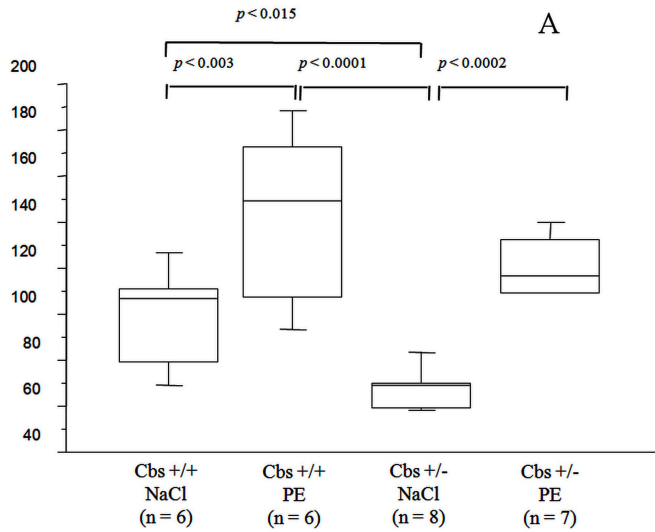 p < 0.015
A
p < 0.003
p < 0.0001
p < 0.0002
200
180
160
140
120
100
80
60
40
Cbs +/+
NaCl
(n = 6)
Cbs +/+
PE
(n = 6)
Cbs +/-
NaCl
(n = 8)
Cbs +/-
PE
(n = 7)